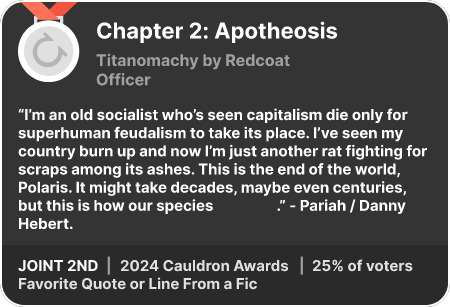 Chapter 2: Apotheosis
Titanomachy by Redcoat
Officer
“I’m an old socialist who’s seen capitalism die only for
superhuman feudalism to take its place. I’ve seen my
country burn up and now I’m just another rat fighting for
scraps among its ashes. This is the end of the world,
Polaris. It might take decades, maybe even centuries,
but this is how our species .” - Pariah / Danny
Hebert.
JOINT 2ND | 2024 Cauldron Awards | 25% of voters
Favorite Quote or Line From a Fic